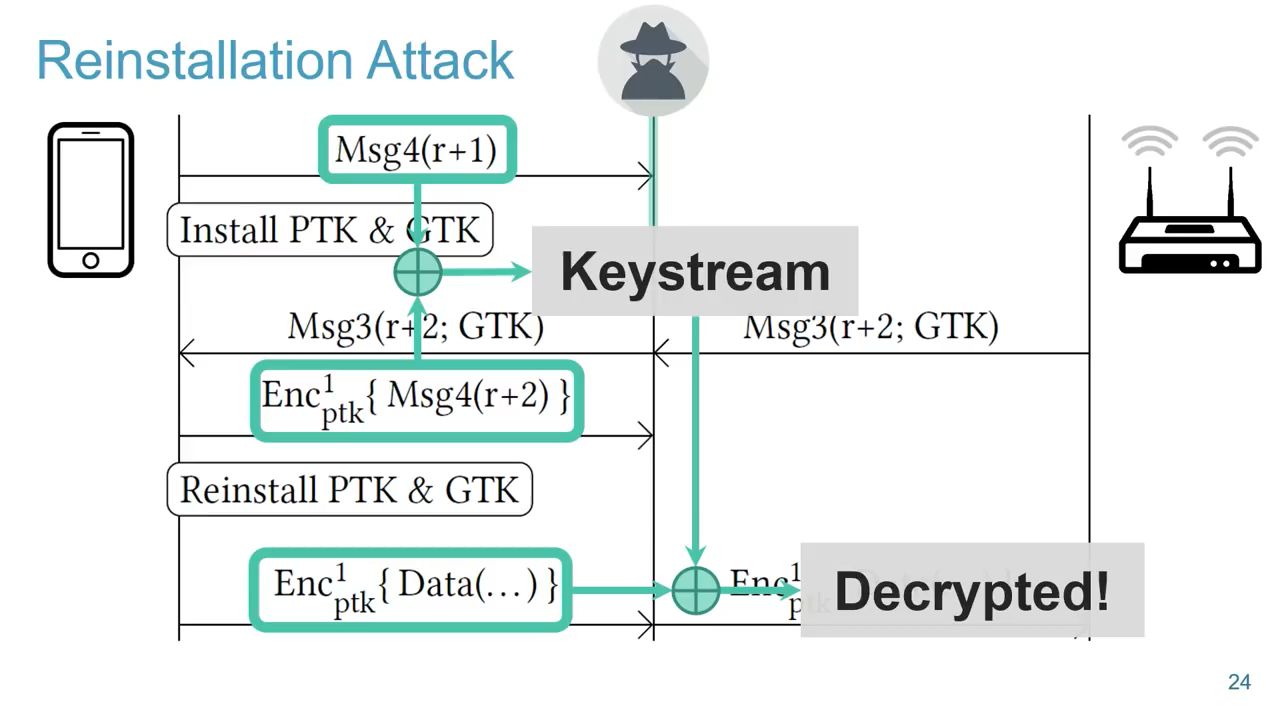 Reinstallation Attack
Msg4(r+1)
Install PTK & GTK
Keystream
Msg3(r+2; GTK)
Msg3(r+2; GTK)
Enc¹ptk{ Msg4(r+2) }
Reinstall PTK & GTK
Enc¹ptk{ Data(…) }
Enc¹ptk
Decrypted!
24